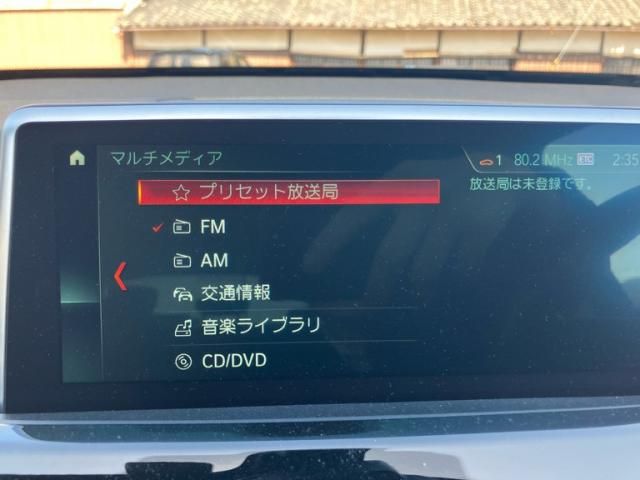 マルチメディア
1 80.2 MHz ETC 2:35
プリセット放送局
放送局は未登録です。
FM
AM
交通情報
音楽ライブラリ
CD/DVD